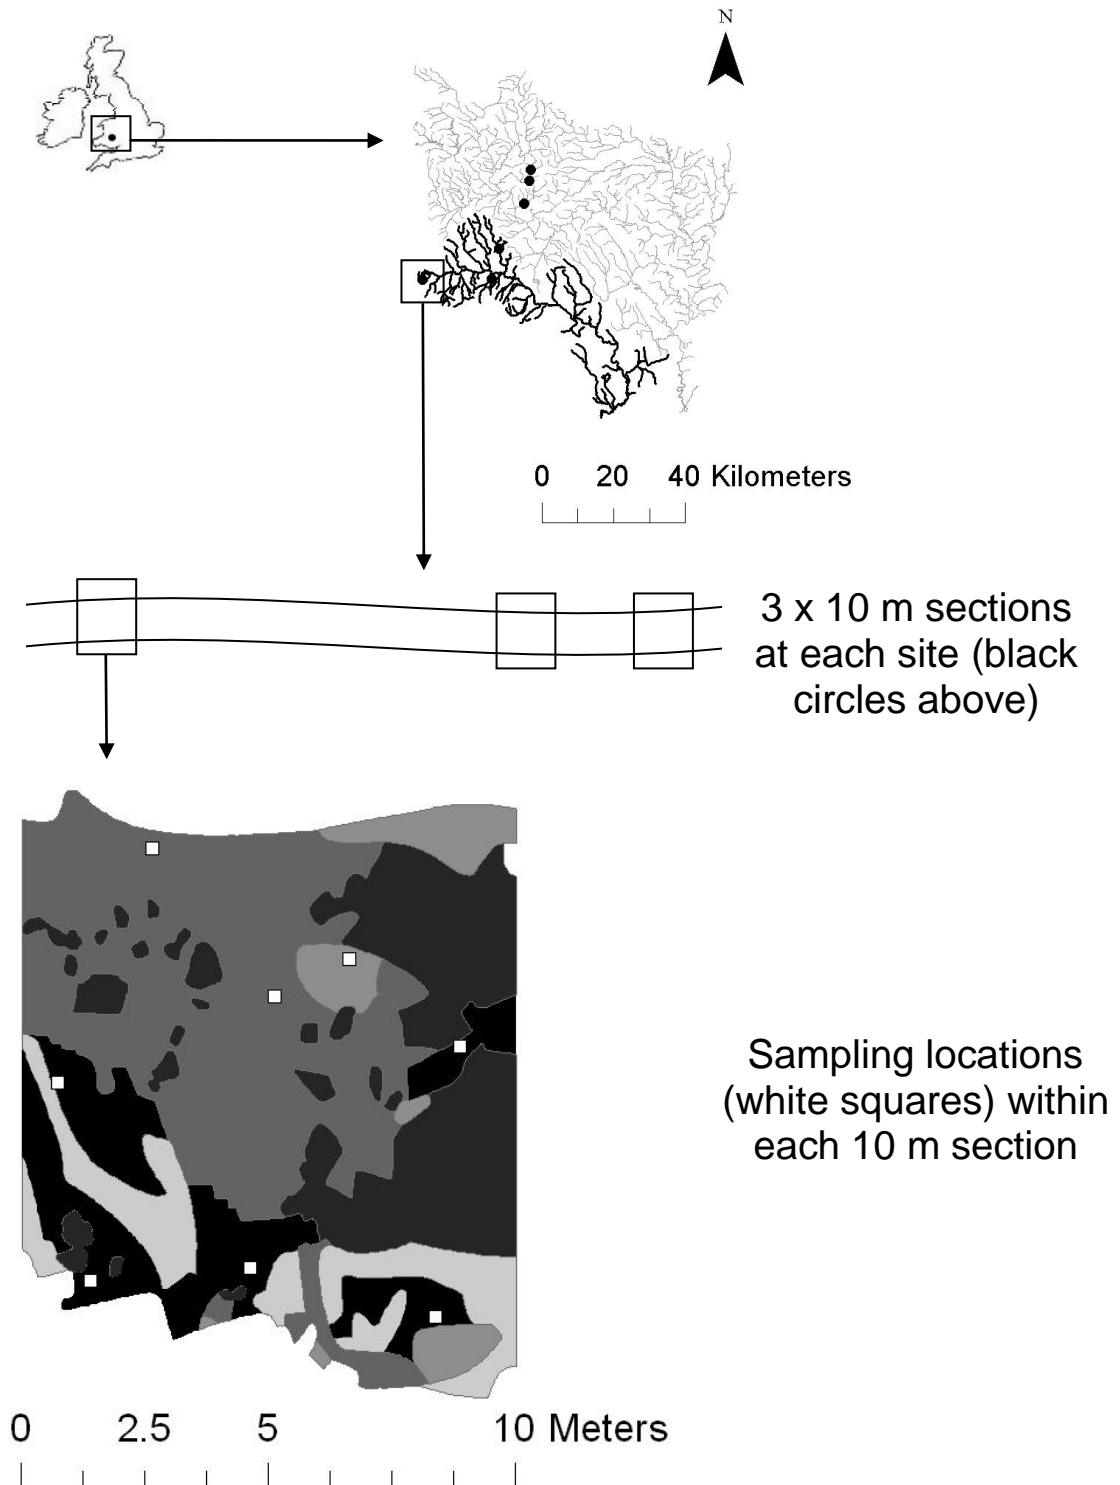 N
0 20 40 Kilometers
3 x 10 m sections
at each site (black
circles above)
Sampling locations
(white squares) within
each 10 m section
0 2.5 5 10 Meters